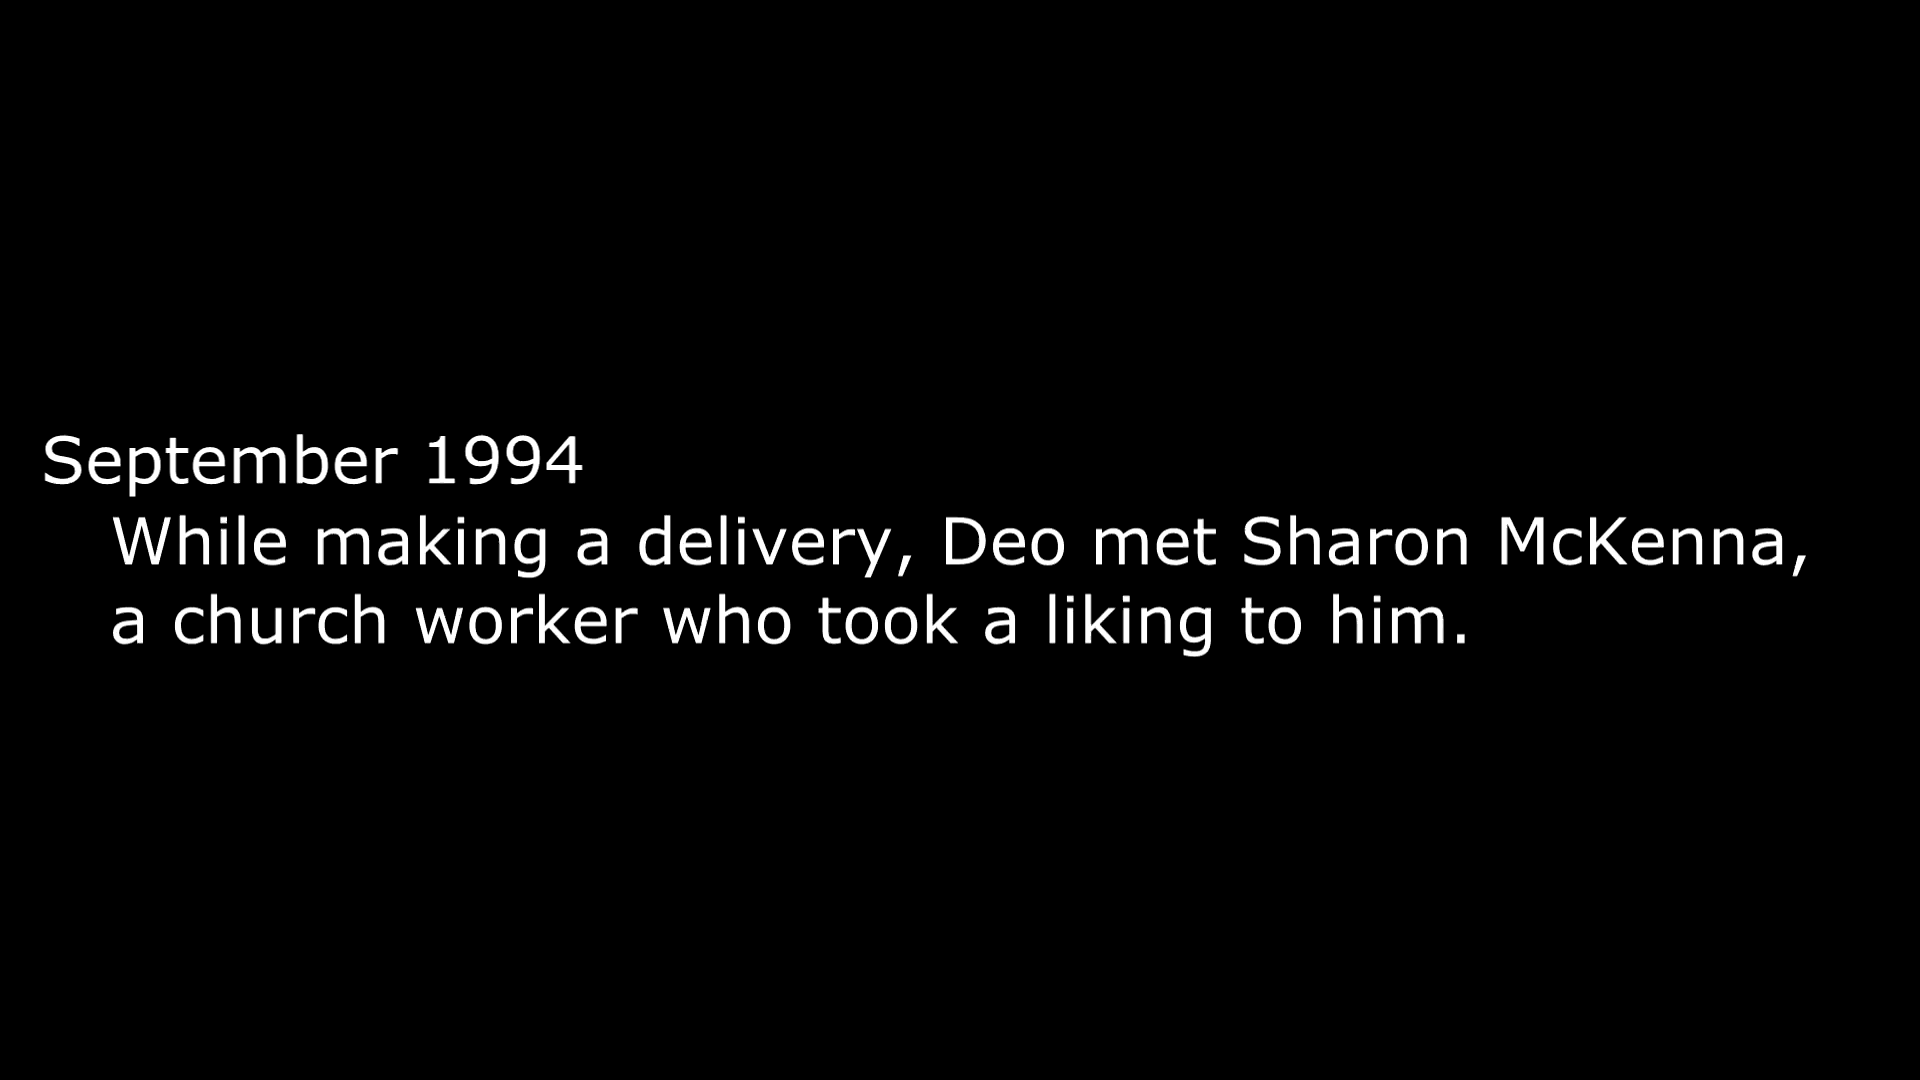 September 1994
While making a delivery, Deo met Sharon McKenna,
a church worker who took a liking to him.